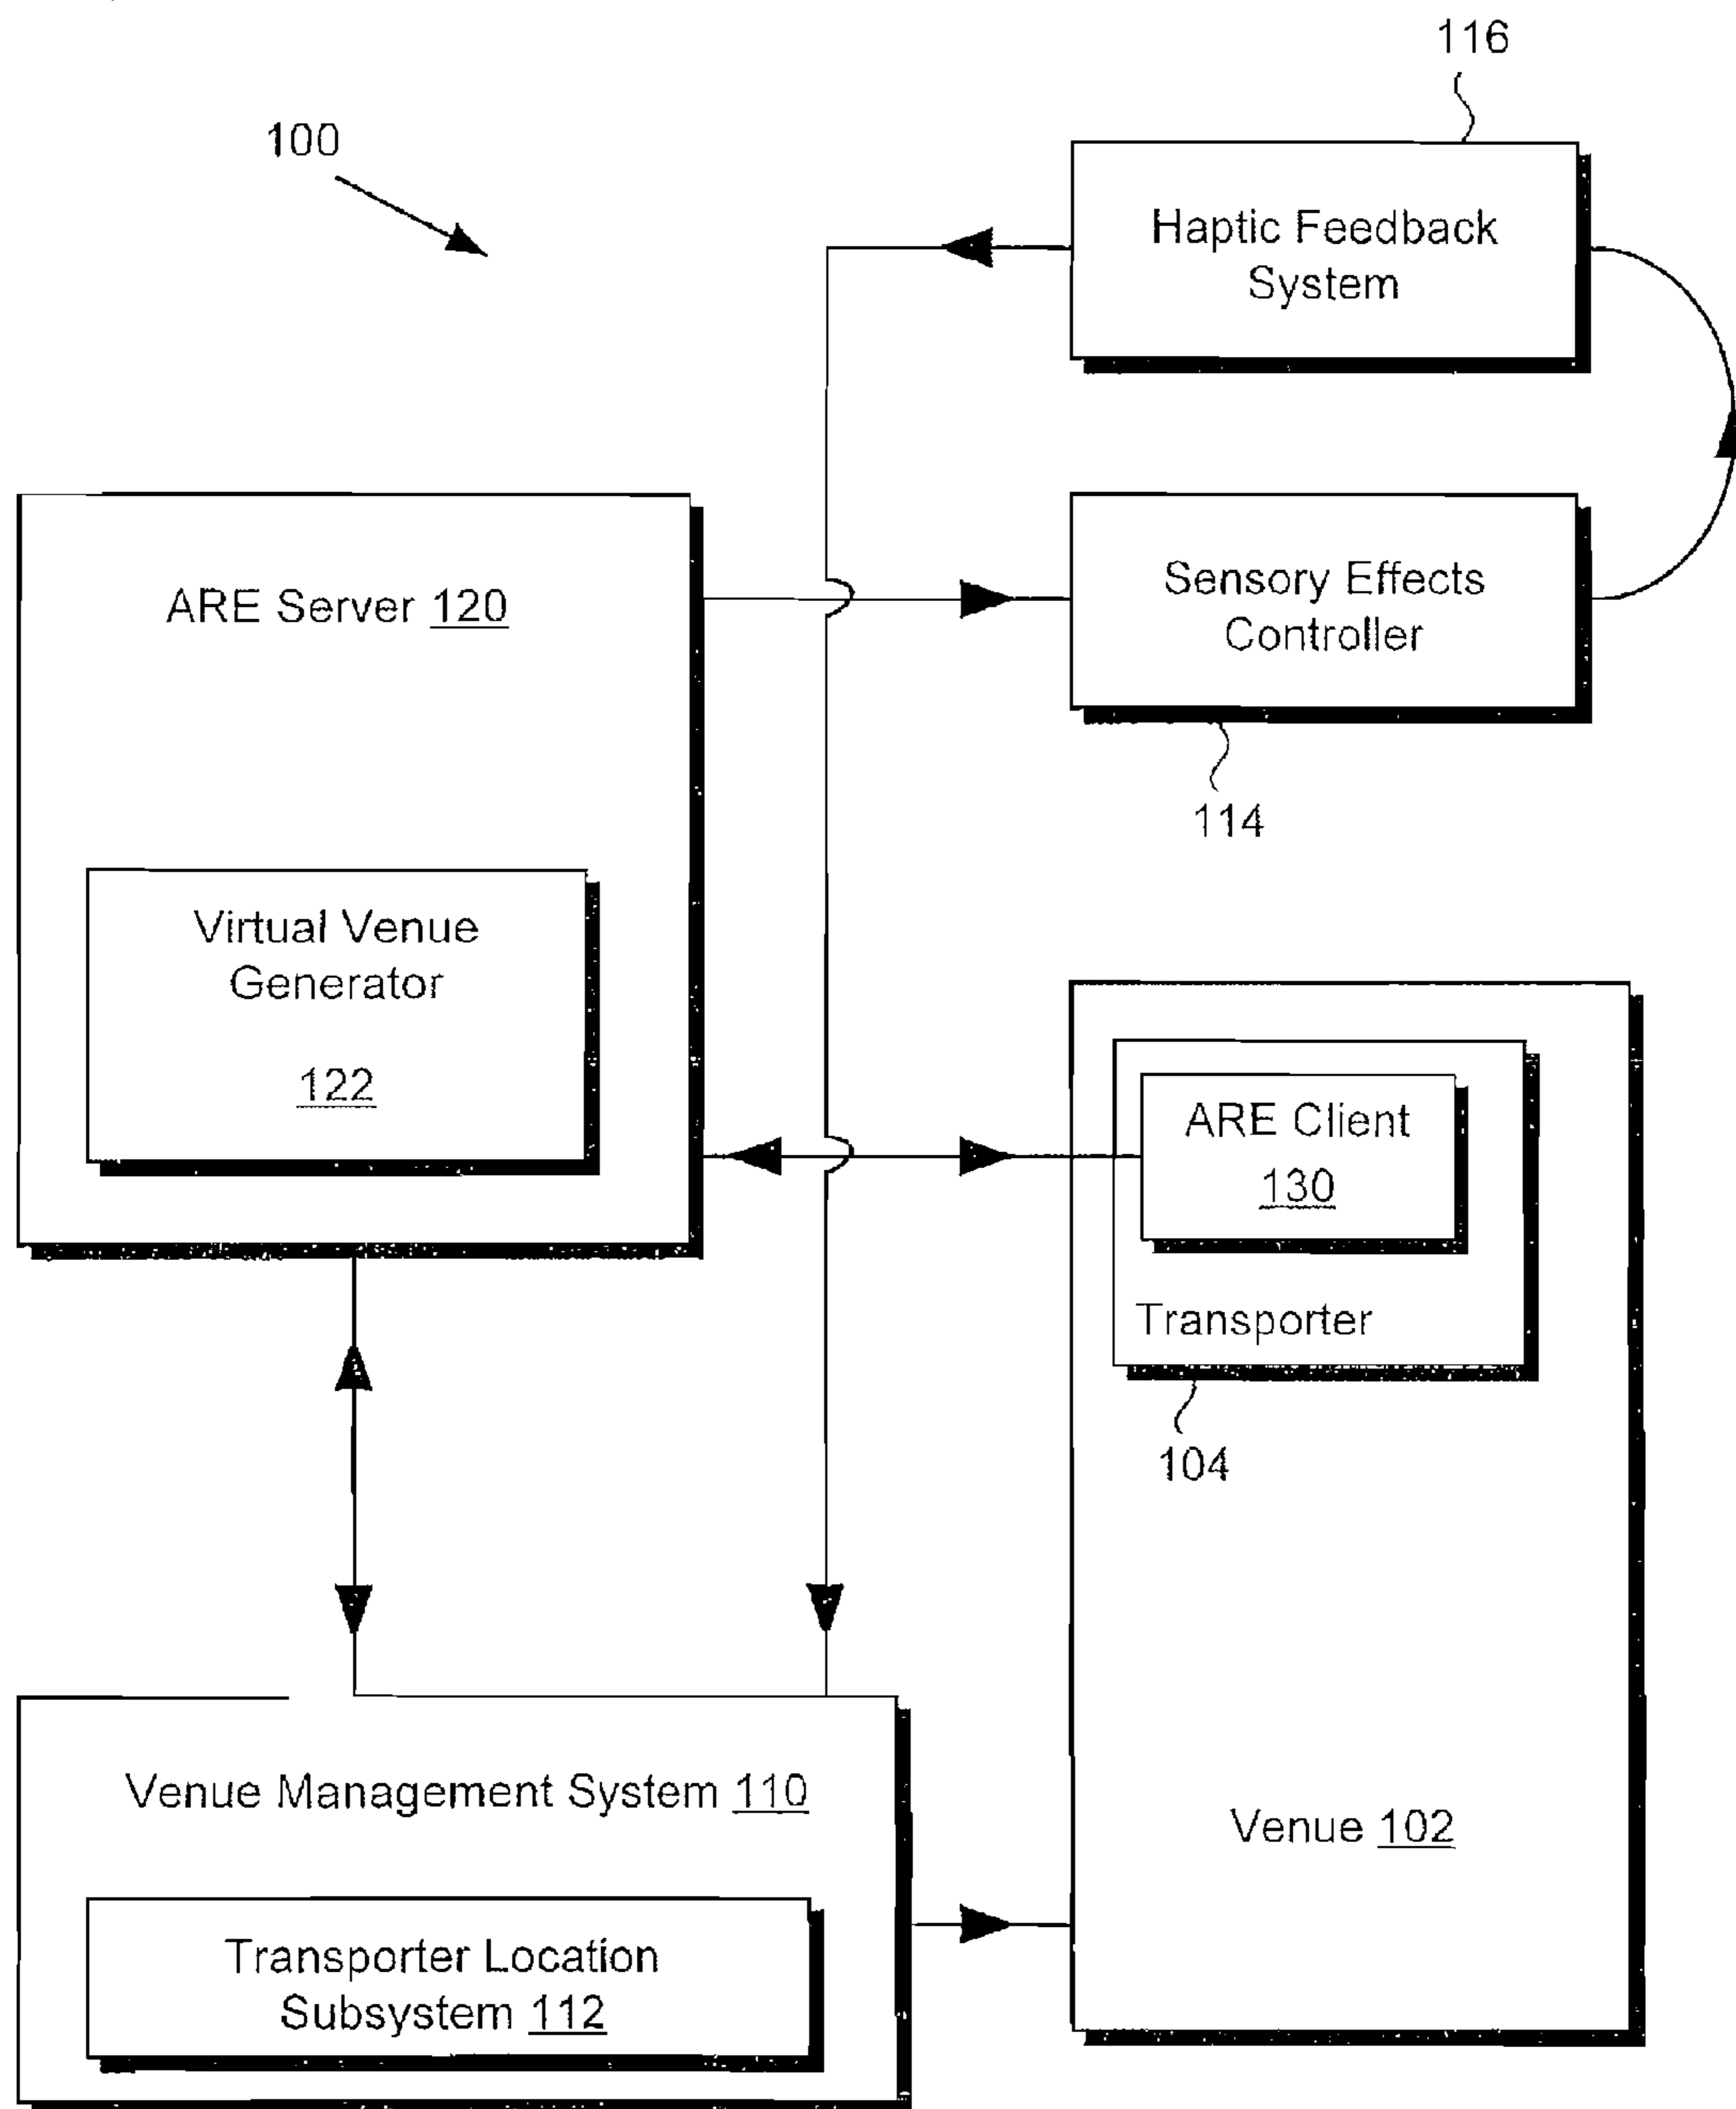 116
100
Haptic Feedback
System
ARE Server 120
Sensory Effects
Controller
114
Virtual Venue
Generator
122
ARE Client
130
Transporter
104
Venue Management System 110
Venue 102
Transporter Location
Subsystem 112